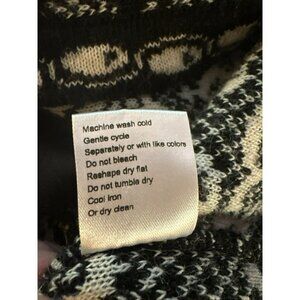 Machine wash cold
Gentle cycle
Separately or with like colors
Do not bleach
Reshape dry flat
Do not tumble dry
Cool iron
Or dry clean